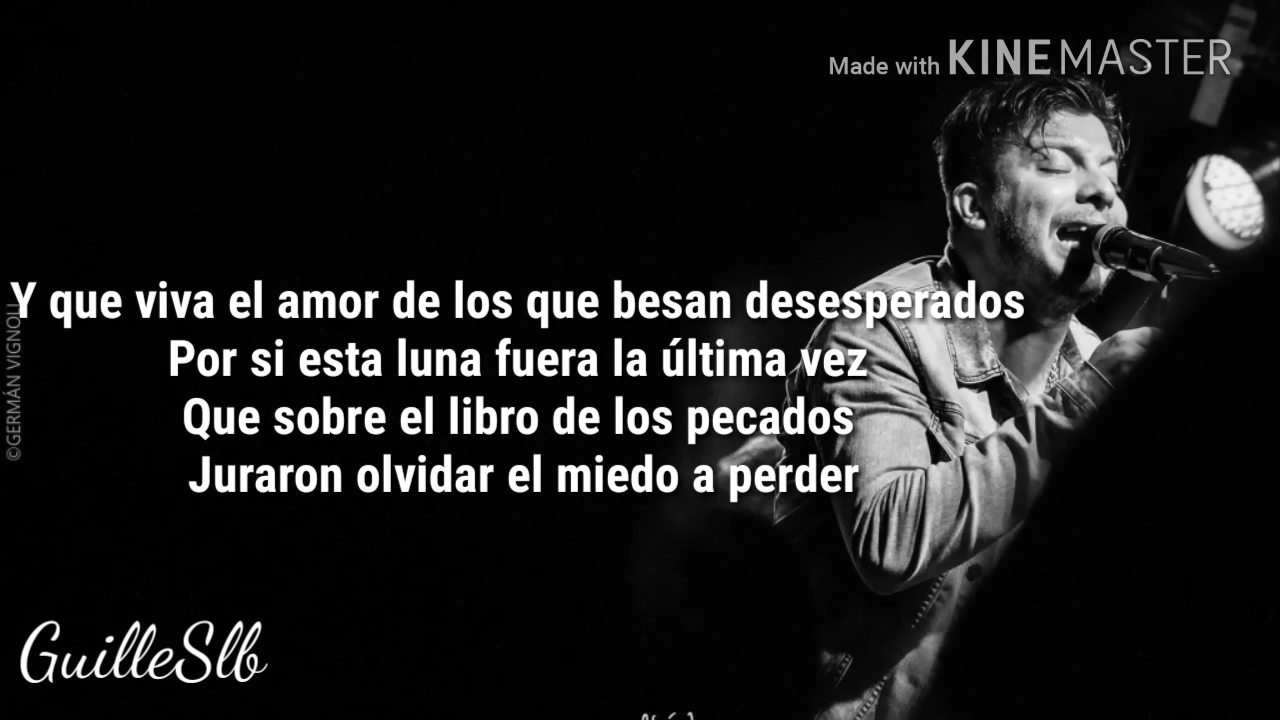 Made with KINEMASTER
Y que viva el amor de los que besan desesperados
Por si esta luna fuera la última vez
Que sobre el libro de los pecados
Juraron olvidar el miedo a perder
©GERMÁN VIGNOLI
GuilleSlb